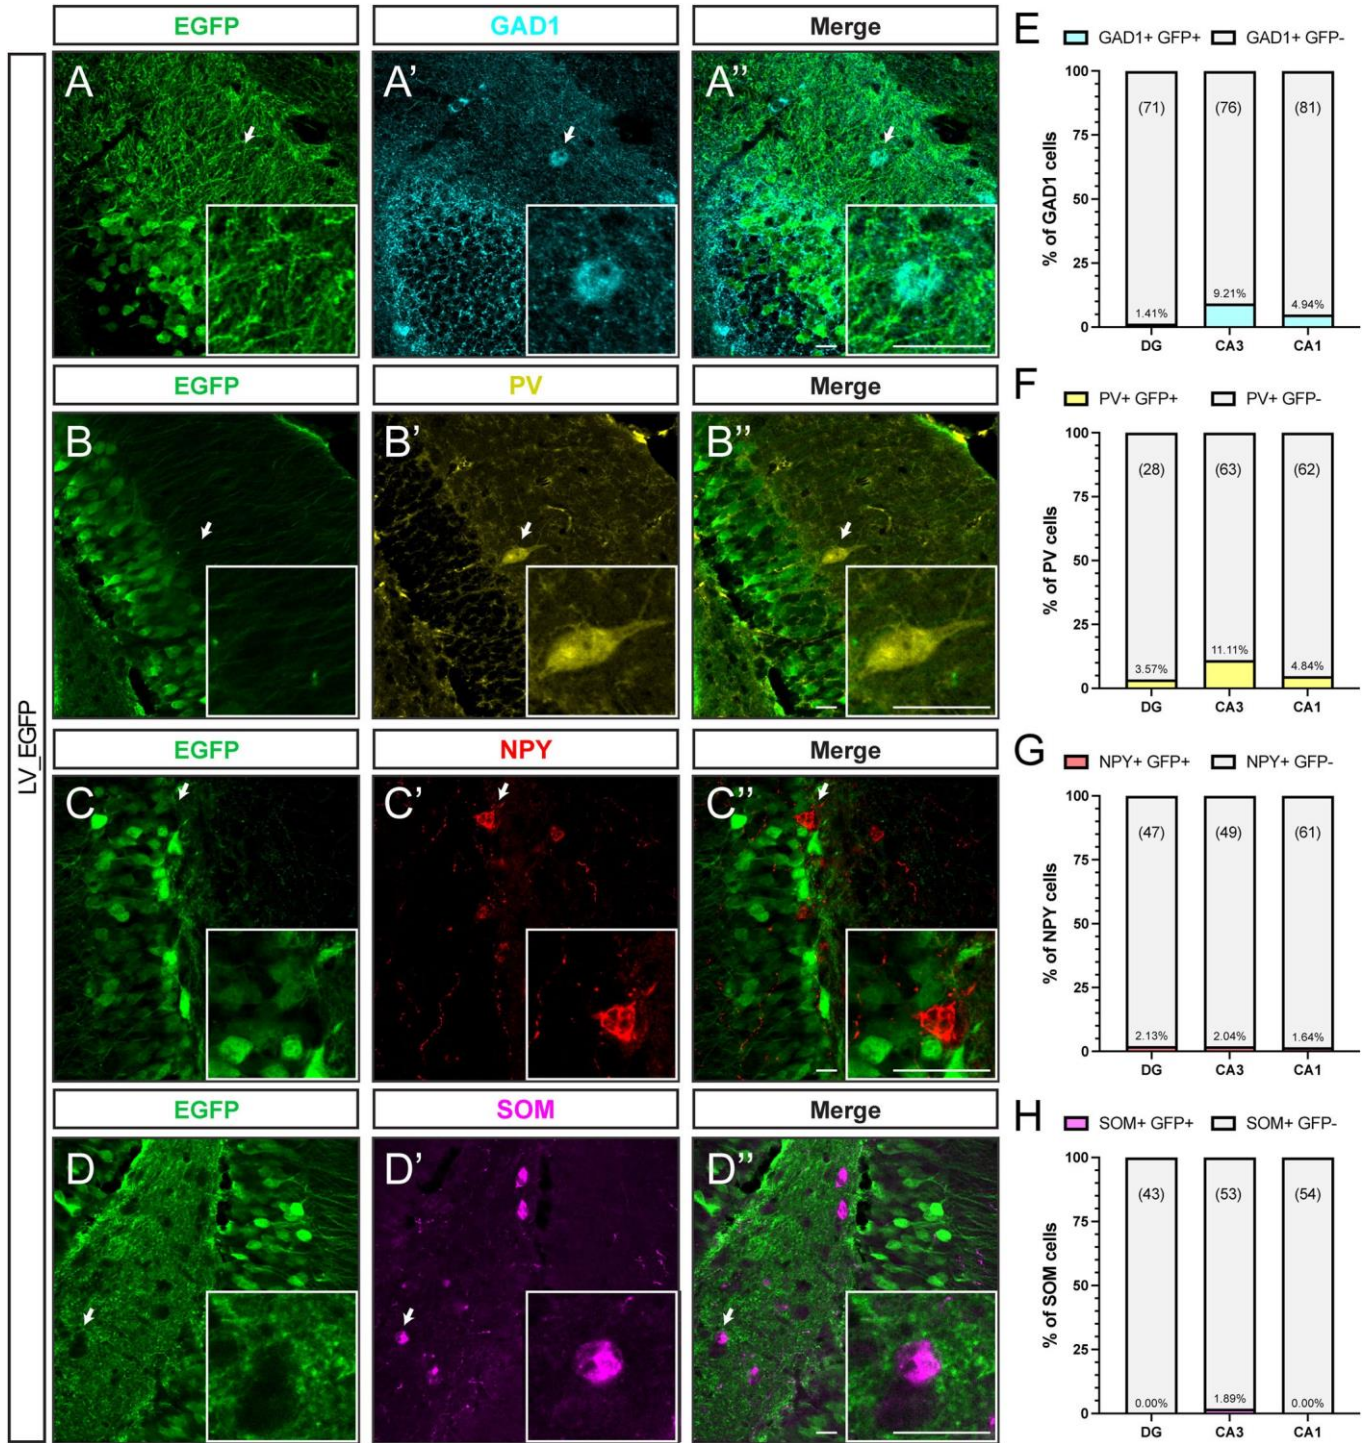 LV_EGFP
EGFP GAD1 Merge
A A' A''
EGFP PV Merge
B B' B''
EGFP NPY Merge
C C' C''
EGFP SOM Merge
D D' D''
E
GAD1+ GFP+ GAD1+ GFP-
% of GAD1 cells
100
75
50
25
0
(71) (76) (81)
1.41% 9.21% 4.94%
DG CA3 CA1
F
PV+ GFP+ PV+ GFP-
% of PV cells
100
75
50
25
0
(28) (63) (62)
3.57% 11.11% 4.84%
DG CA3 CA1
G
NPY+ GFP+ NPY+ GFP-
% of NPY cells
100
75
50
25
0
(47) (49) (61)
2.13% 2.04% 1.64%
DG CA3 CA1
H
SOM+ GFP+ SOM+ GFP-
% of SOM cells
100
75
50
25
0
(43) (53) (54)
0.00% 1.89% 0.00%
DG CA3 CA1